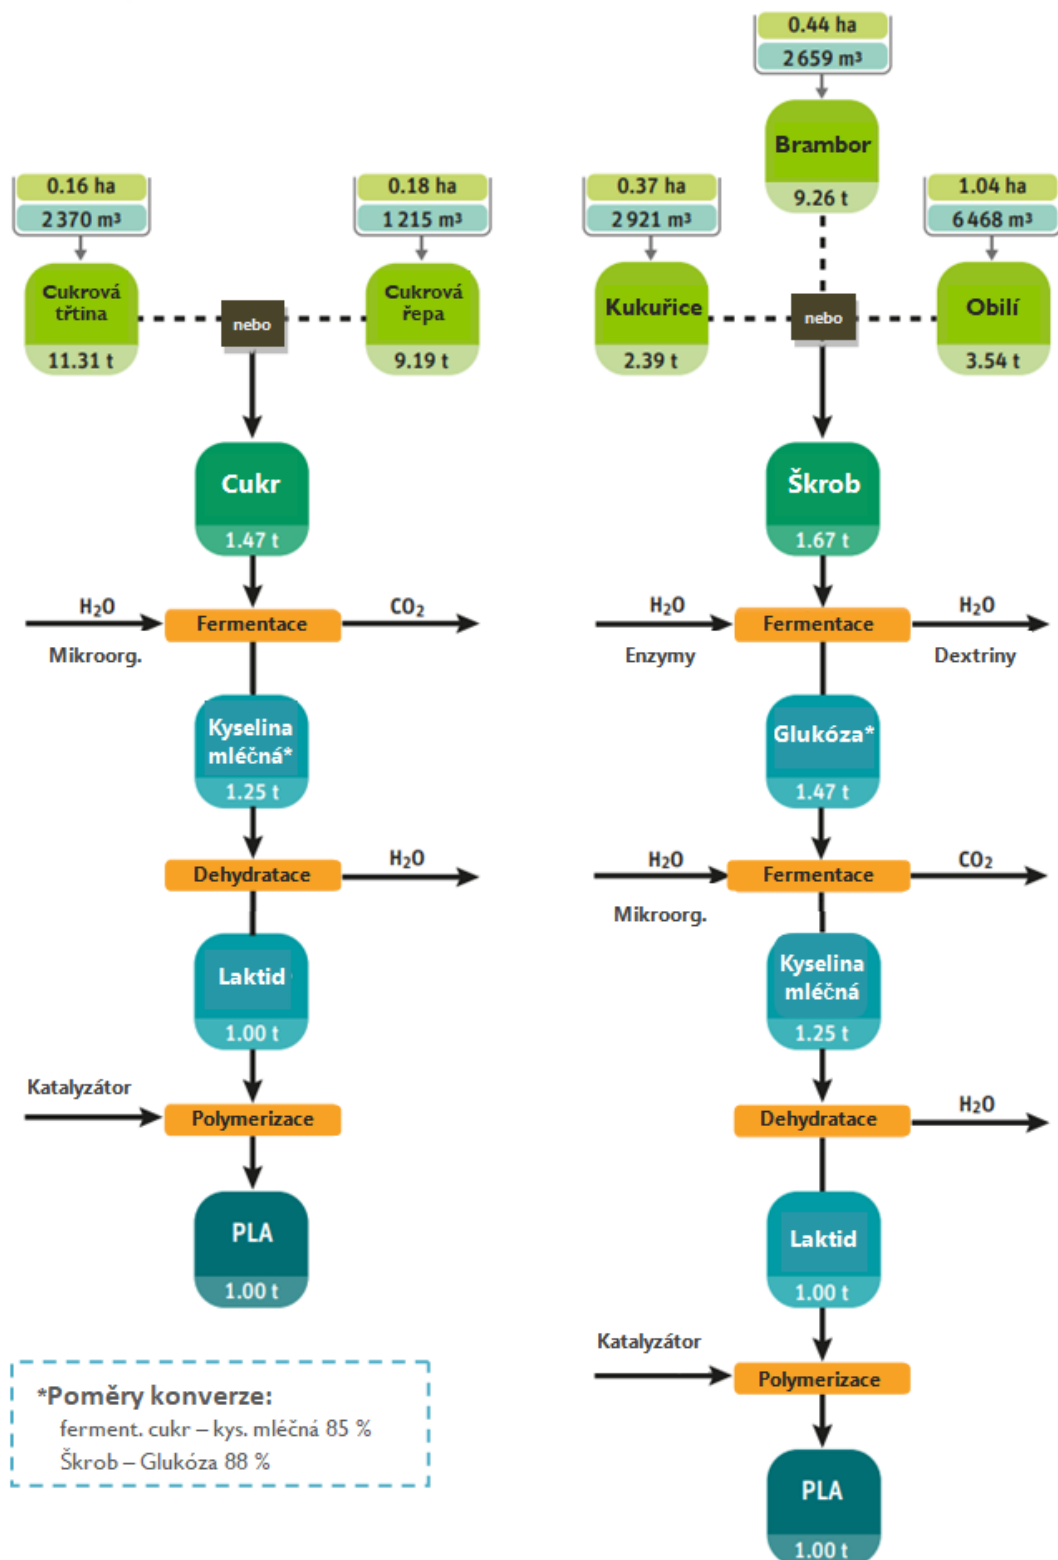 0.16 ha
2 370 m³
Cukrová
třtina
11.31 t
nebo
0.18 ha
1 215 m³
Cukrová
řepa
9.19 t
Cukr
1.47 t
H₂O
Fermentace
CO₂
Mikroorg.
Kyselina
mléčná*
1.25 t
Dehydratace
H₂O
Laktid
1.00 t
Katalyzátor
Polymerizace
PLA
1.00 t
*Poměry konverze:
ferment. cukr – kys. mléčná 85 %
Škrob – Glukóza 88 %
0.44 ha
2 659 m³
Brambor
9.26 t
0.37 ha
2 921 m³
Kukuřice
2.39 t
nebo
1.04 ha
6 468 m³
Obilí
3.54 t
Škrob
1.67 t
H₂O
Enzymy
Fermentace
H₂O
Dextriny
Glukóza*
1.47 t
H₂O
Mikroorg.
Fermentace
CO₂
Kyselina
mléčná
1.25 t
Dehydratace
H₂O
Laktid
1.00 t
Katalyzátor
Polymerizace
PLA
1.00 t